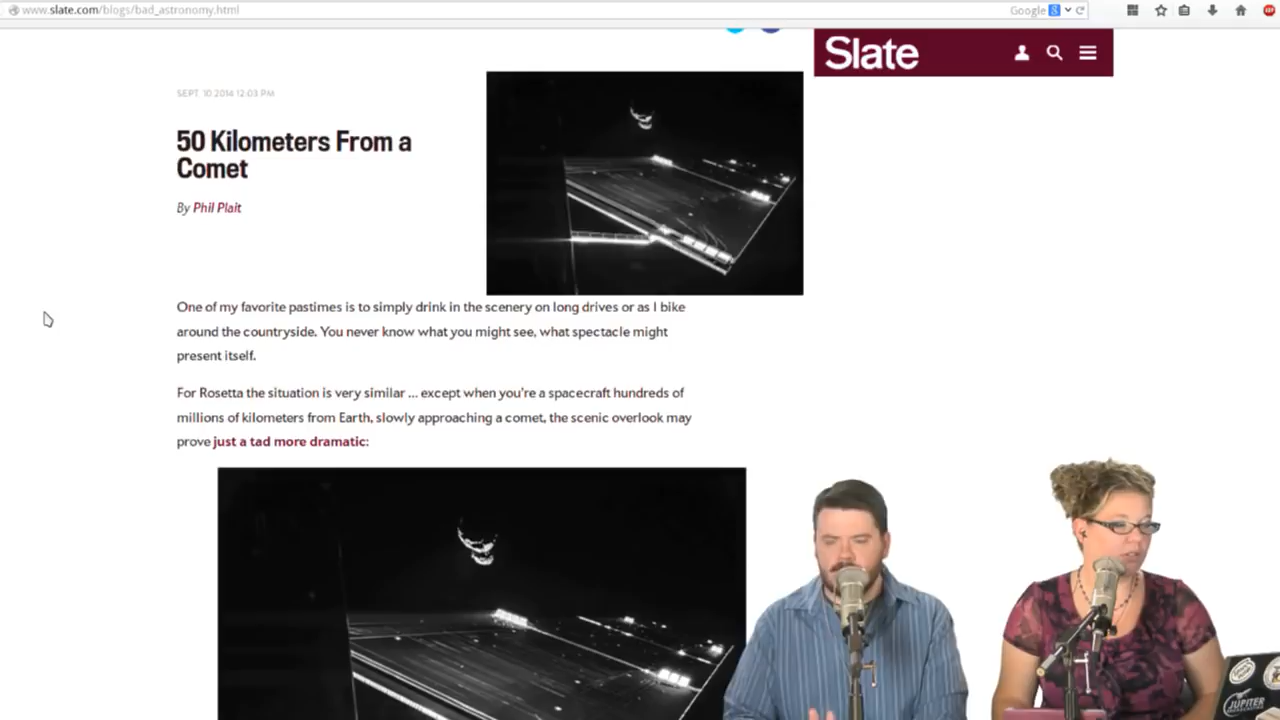 www.slate.com/blogs/bad_astronomy.html
Google
Slate
SEPT. 10 2014 12:03 PM
50 Kilometers From a
Comet
By Phil Plait
One of my favorite pastimes is to simply drink in the scenery on long drives or as I bike
around the countryside. You never know what you might see, what spectacle might
present itself.
For Rosetta the situation is very similar ... except when you're a spacecraft hundreds of
millions of kilometers from Earth, slowly approaching a comet, the scenic overlook may
prove just a tad more dramatic:
JUPITER